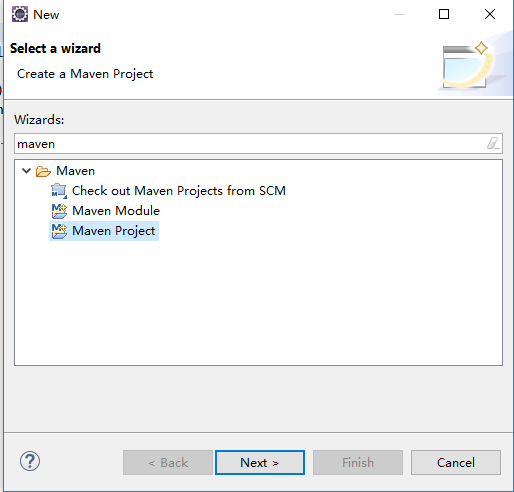 New
Select a wizard
Create a Maven Project
Wizards:
maven
Maven
Check out Maven Projects from SCM
Maven Module
Maven Project
? < Back Next > Finish Cancel